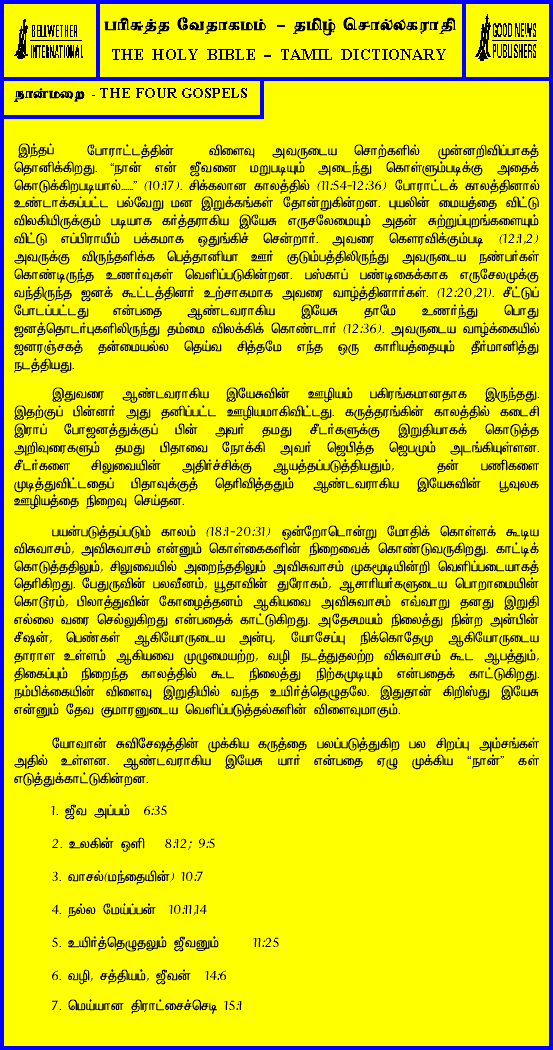 BELLWETHER
INTERNATIONAL
பரிசுத்த வேதாகமம் - தமிழ் சொல்லகராதி
THE HOLY BIBLE - TAMIL DICTIONARY
GOOD NEWS
PUBLISHERS
நான்மறை - THE FOUR GOSPELS
இந்தப் போராட்டத்தின் விளைவு அவருடைய சொற்களில் முன்னறிவிப்பாகத்
தொனிக்கிறது. “நான் என் ஜீவனை மறுபடியும் அடைந்து கொள்ளும்படிக்கு அதைக்
கொடுக்கிறபடியால்.....” (10:17). சிக்கலான காலத்தில் (11:54-12:36) போராட்டக் காலத்தினால்
உண்டாக்கப்பட்ட பல்வேறு மன இறுக்கங்கள் தோன்றுகின்றன. புயலின் மையத்தை விட்டு
விலகியிருக்கும் படியாக கர்த்தராகிய இயேசு எருசலேமையும் அதன் சுற்றுப்புறங்களையும்
விட்டு எப்பிராயீம் பக்கமாக ஒதுங்கிச் சென்றார். அவரை கௌரவிக்கும்படி (12:1,2)
அவருக்கு விருந்தளிக்க பெத்தானியா ஊர் குடும்பத்திலிருந்து அவருடைய நண்பர்கள்
கொண்டிருந்த உணர்வுகள் வெளிப்படுகின்றன. பஸ்காப் பண்டிகைக்காக எருசேலமுக்கு
வந்திருந்த ஜனக் கூட்டத்தினர் உற்சாகமாக அவரை வாழ்த்தினார்கள். (12:20,21). சீட்டுப்
போடப்பட்டது என்பதை ஆண்டவராகிய இயேசு தாமே உணர்ந்து பொது
ஜனத்தொடர்புகளிலிருந்து தம்மை விலக்கிக் கொண்டார் (12:36). அவருடைய வாழ்க்கையில்
ஜனரஞ்சகத் தன்மையல்ல தெய்வ சித்தமே எந்த ஒரு காரியத்தையும் தீர்மானித்து
நடத்தியது.
இதுவரை ஆண்டவராகிய இயேசுவின் ஊழியம் பகிரங்கமானதாக இருந்தது.
இதற்குப் பின்னர் அது தனிப்பட்ட ஊழியமாகிவிட்டது. கருத்தரங்கின் காலத்தில் கடைசி
இராப் போஜனத்துக்குப் பின் அவர் தமது சீடர்களுக்கு இறுதியாகக் கொடுத்த
அறிவுரைகளும் தமது பிதாவை நோக்கி அவர் ஜெபித்த ஜெபமும் அடங்கியுள்ளன.
சீடர்களை சிலுவையின் அதிர்ச்சிக்கு ஆயத்தப்படுத்தியதும், தன் பணிகளை
முடித்துவிட்டதைப் பிதாவுக்குத் தெரிவித்ததும் ஆண்டவராகிய இயேசுவின் பூவுலக
ஊழியத்தை நிறைவு செய்தன.
பயன்படுத்தப்படும் காலம் (18:1-20:31) ஒன்றோடொன்று மோதிக் கொள்ளக் கூடிய
விசுவாசம், அவிசுவாசம் என்னும் கொள்கைகளின் நிறைவைக் கொண்டுவருகிறது. காட்டிக்
கொடுத்ததிலும், சிலுவையில் அறைந்ததிலும் அவிசுவாசம் முகமூடியின்றி வெளிப்படையாகத்
தெரிகிறது. பேதுருவின் பலவீனம், யூதாவின் துரோகம், ஆசாரியர்களுடைய பொறாமையின்
கொடூரம், பிலாத்துவின் கோழைத்தனம் ஆகியவை அவிசுவாசம் எவ்வாறு தனது இறுதி
எல்லை வரை செல்லுகிறது என்பதைக் காட்டுகிறது. அதேசமயம் நிலைத்து நின்ற அன்பின்
சீஷன், பெண்கள் ஆகியோருடைய அன்பு, யோசேப்பு நிக்கொதேமு ஆகியோருடைய
தாராள உள்ளம் ஆகியவை முழுமையற்ற, வழி நடத்துதலற்ற விசுவாசம் கூட ஆபத்தும்,
திகைப்பும் நிறைந்த காலத்தில் கூட நிலைத்து நிற்கமுடியும் என்பதைக் காட்டுகிறது.
நம்பிக்கையின் விளைவு இறுதியில் வந்த உயிர்த்தெழுதலே. இதுதான் கிறிஸ்து இயேசு
என்னும் தேவ குமாரனுடைய வெளிப்படுத்தல்களின் விளைவுமாகும்.
யோவான் சுவிசேஷத்தின் முக்கிய கருத்தை பலப்படுத்துகிற பல சிறப்பு அம்சங்கள்
அதில் உள்ளன. ஆண்டவராகிய இயேசு யார் என்பதை ஏழு முக்கிய “நான்” கள்
எடுத்துக்காட்டுகின்றன.
1. ஜீவ அப்பம் 6:35
2. உலகின் ஒளி 8:12; 9:5
3. வாசல்(மந்தையின்) 10:7
4. நல்ல மேய்ப்பன் 10:11,14
5. உயிர்த்தெழுதலும் ஜீவனும் 11:25
6. வழி, சத்தியம், ஜீவன் 14:6
7. மெய்யான திராட்சைச்செடி 15:1